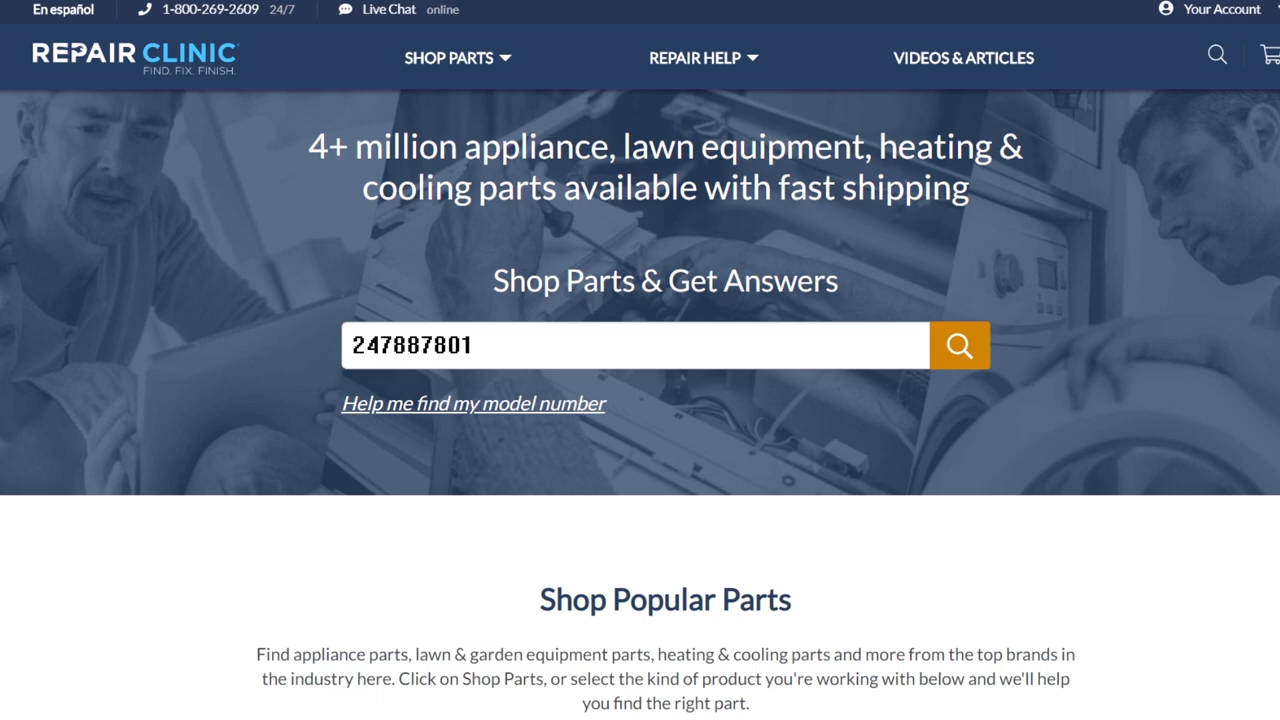 En español 1-800-269-2609 24/7 Live Chat online Your Account
REPAIR CLINIC
FIND. FIX. FINISH.
SHOP PARTS REPAIR HELP VIDEOS & ARTICLES
4+ million appliance, lawn equipment, heating &
cooling parts available with fast shipping
Shop Parts & Get Answers
247887801
Help me find my model number
Shop Popular Parts
Find appliance parts, lawn & garden equipment parts, heating & cooling parts and more from the top brands in
the industry here. Click on Shop Parts, or select the kind of product you're working with below and we'll help
you find the right part.